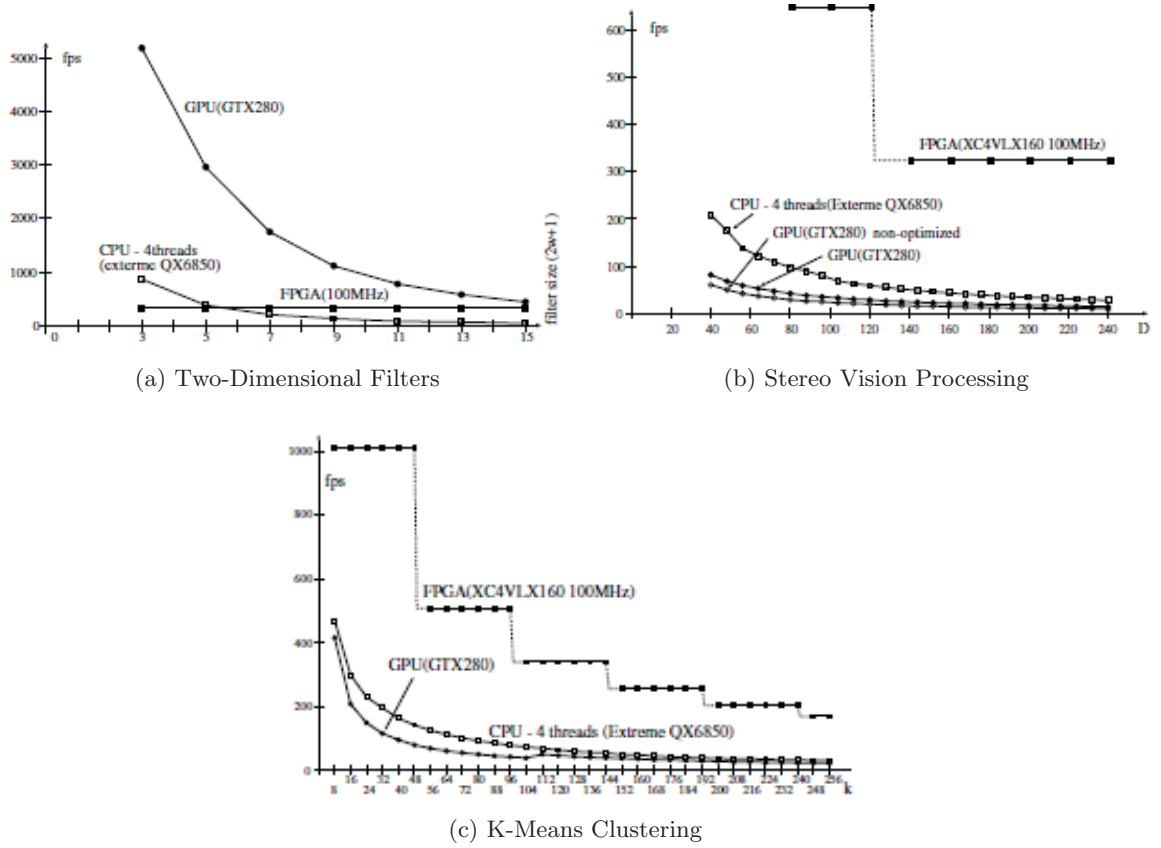 fps
5000
4000
3000
2000
1000
0
GPU(GTX280)
CPU - 4threads
(exterme QX6850)
FPGA(100MHz)
0 3 5 7 9 11 13 15
filter size (2w+1)
(a) Two-Dimensional Filters
fps
600
500
400
300
200
100
0
FPGA(XC4VLX160 100MHz)
CPU - 4 threads(Exterme QX6850)
GPU(GTX280) non-optimized
GPU(GTX280)
20 40 60 80 100 120 140 160 180 200 220 240 D
(b) Stereo Vision Processing
fps
1000
800
600
400
200
0
FPGA(XC4VLX160 100MHz)
GPU(GTX280)
CPU - 4 threads (Extreme QX6850)
16 32 48 64 80 96 112 128 144 160 176 192 208 224 240 256
8 24 40 56 72 88 104 120 136 152 168 184 200 216 232 248 k
(c) K-Means Clustering